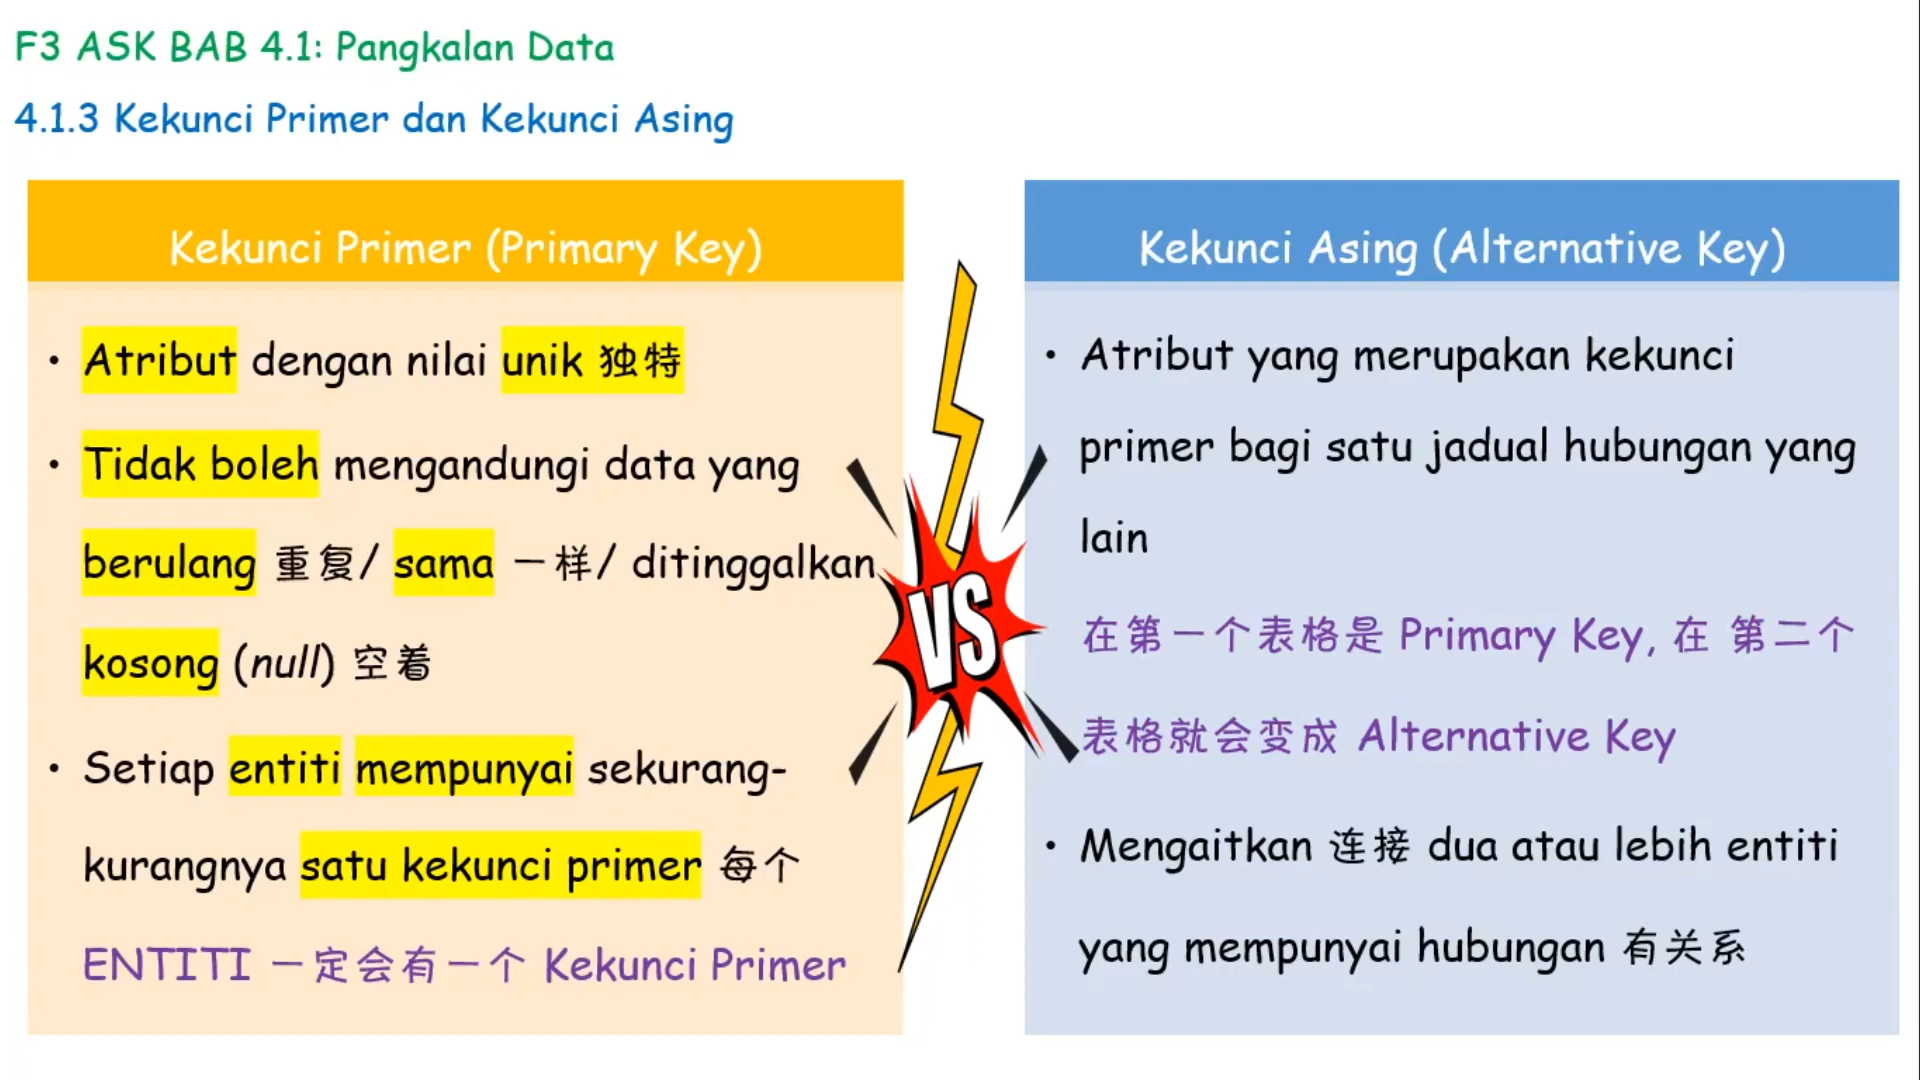 F3 ASK BAB 4.1: Pangkalan Data
4.1.3 Kekunci Primer dan Kekunci Asing
Kekunci Primer (Primary Key)
• Atribut dengan nilai unik 独特
• Tidak boleh mengandungi data yang
berulang 重复/ sama 一样/ ditinggalkan
kosong (null) 空着
• Setiap entiti mempunyai sekurang-
kurangnya satu kekunci primer 每个
ENTITI 一定会有一个 Kekunci Primer
VS
Kekunci Asing (Alternative Key)
• Atribut yang merupakan kekunci
primer bagi satu jadual hubungan yang
lain
在第一个表格是 Primary Key, 在 第二个
表格就会变成 Alternative Key
• Mengaitkan 连接 dua atau lebih entiti
yang mempunyai hubungan 有关系